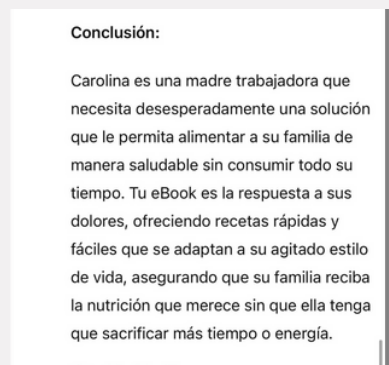 Conclusión:
Carolina es una madre trabajadora que
necesita desesperadamente una solución
que le permita alimentar a su familia de
manera saludable sin consumir todo su
tiempo. Tu eBook es la respuesta a sus
dolores, ofreciendo recetas rápidas y
fáciles que se adaptan a su agitado estilo
de vida, asegurando que su familia reciba
la nutrición que merece sin que ella tenga
que sacrificar más tiempo o energía.